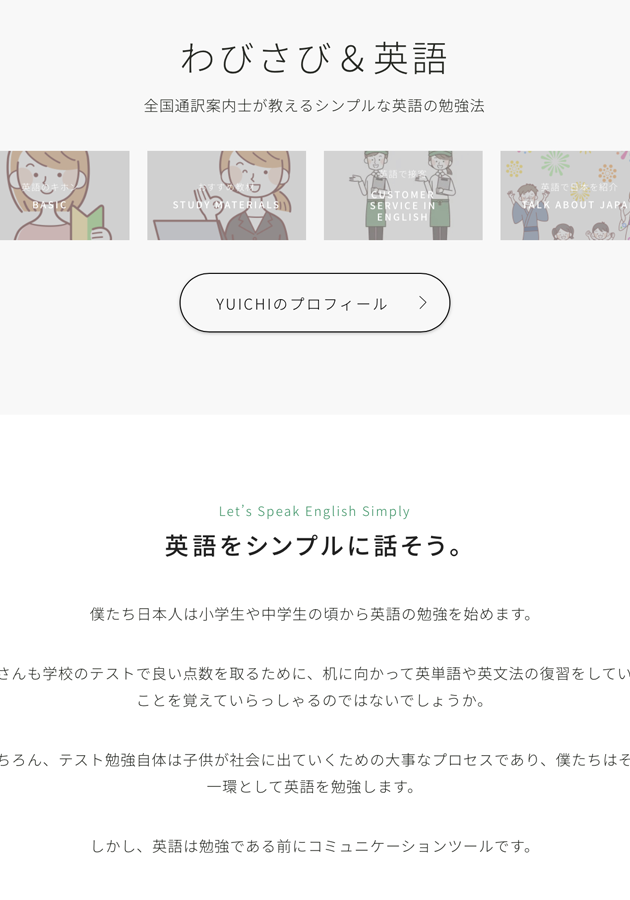 わびさび＆英語
全国通訳案内士が教えるシンプルな英語の勉強法
英語のキホン
BASIC
おすすめ教材
STUDY MATERIALS
英語で接客
CUSTOMER
SERVICE IN
ENGLISH
英語で日本を紹介
TALK ABOUT JAPA
YUICHIのプロフィール
Let's Speak English Simply
英語をシンプルに話そう。
僕たち日本人は小学生や中学生の頃から英語の勉強を始めます。
さんも学校のテストで良い点数を取るために、机に向かって英単語や英文法の復習をしてい
ことを覚えていらっしゃるのではないでしょうか。
ちろん、テスト勉強自体は子供が社会に出ていくための大事なプロセスであり、僕たちはそ
一環として英語を勉強します。
しかし、英語は勉強である前にコミュニケーションツールです。